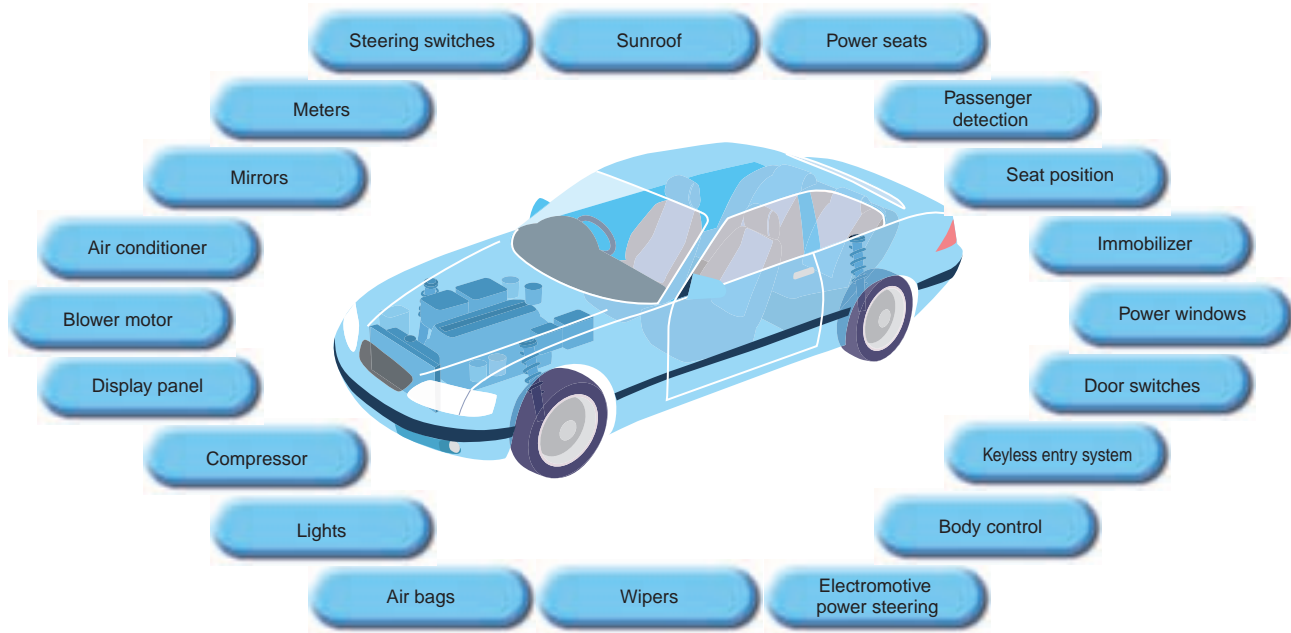 Steering switches
Sunroof
Power seats
Meters
Passenger
detection
Mirrors
Seat position
Air conditioner
Immobilizer
Blower motor
Power windows
Display panel
Door switches
Compressor
Keyless entry system
Lights
Body control
Air bags
Wipers
Electromotive
power steering